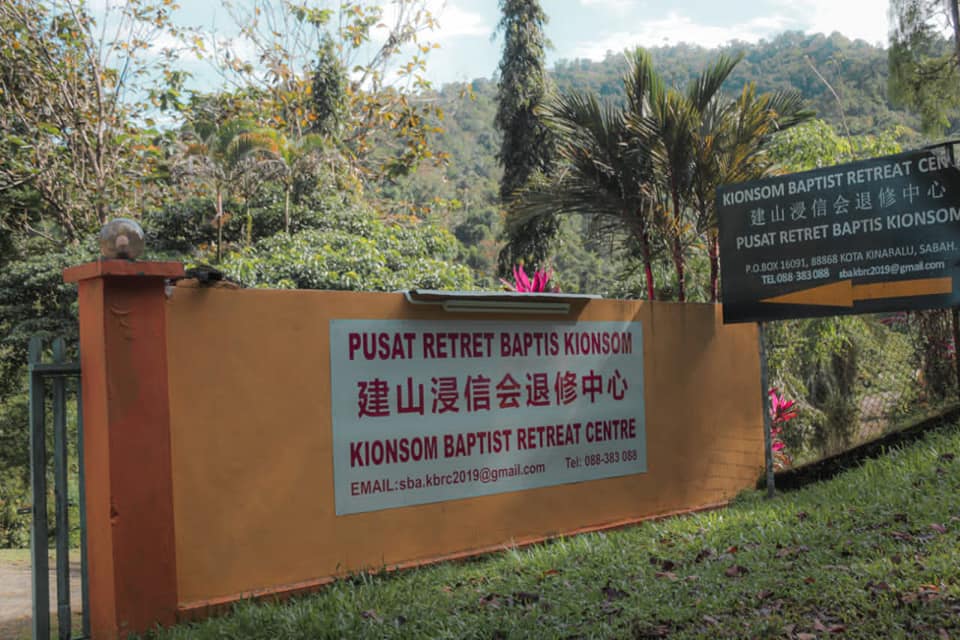 PUSAT RETRET BAPTIS KIONSOM
建山浸信会退修中心
KIONSOM BAPTIST RETREAT CENTRE
EMAIL:sba.kbrc2019@gmail.com Tel: 088-383 088
KIONSOM BAPTIST RETREAT CEN
建山浸信会退修中心
PUSAT RETRET BAPTIS KIONSOM
P.O.BOX 16091, 88868 KOTA KINABALU, SABAH.
TEL:088-383 088 sba.kbrc2019@gmail.com